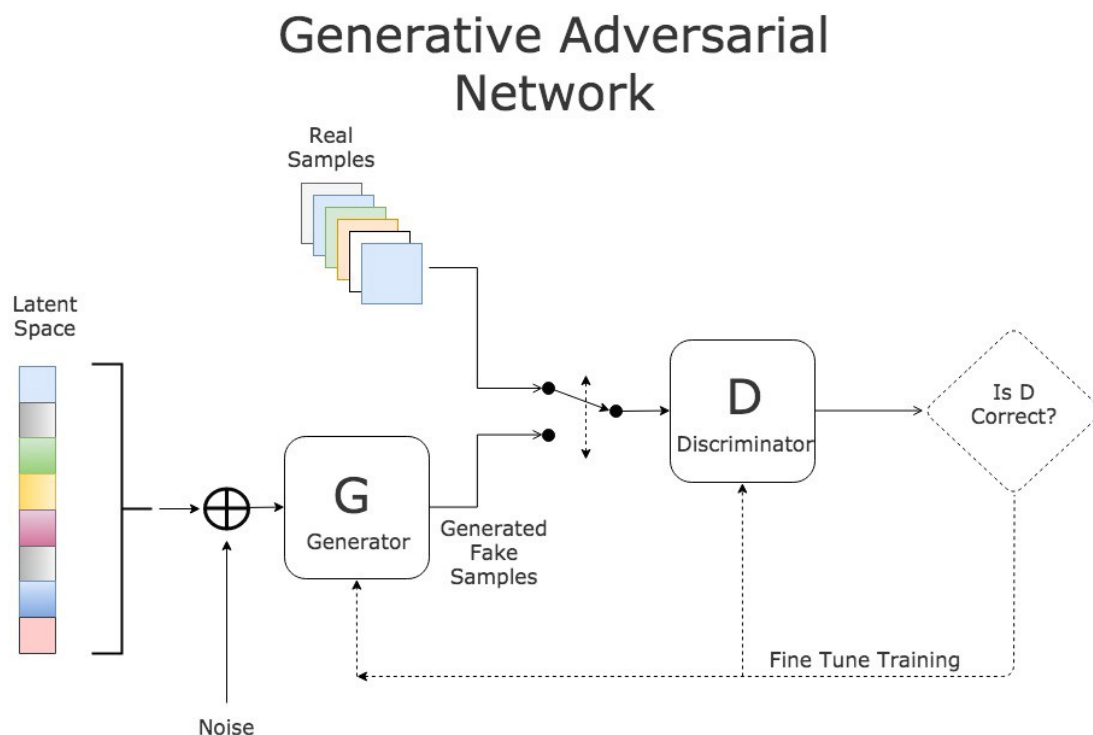 Generative Adversarial
Network
Real
Samples
Latent
Space
G
Generator
Generated
Fake
Samples
Noise
D
Discriminator
Is D
Correct?
Fine Tune Training